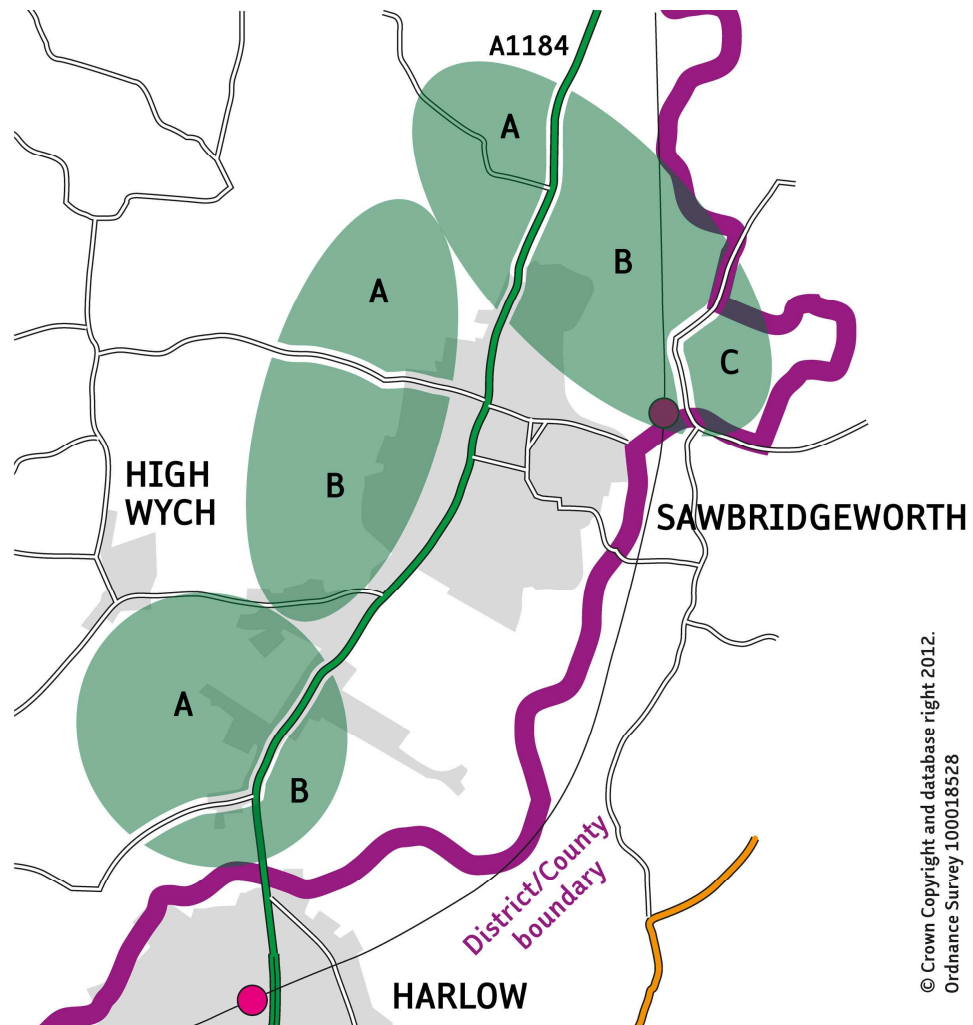 A1184
A
B
A
C
B
HIGH
WYCH
SAWBRIDGEWORTH
A
B
District/County
boundary
HARLOW
© Crown Copyright and database right 2012.
Ordnance Survey 100018528